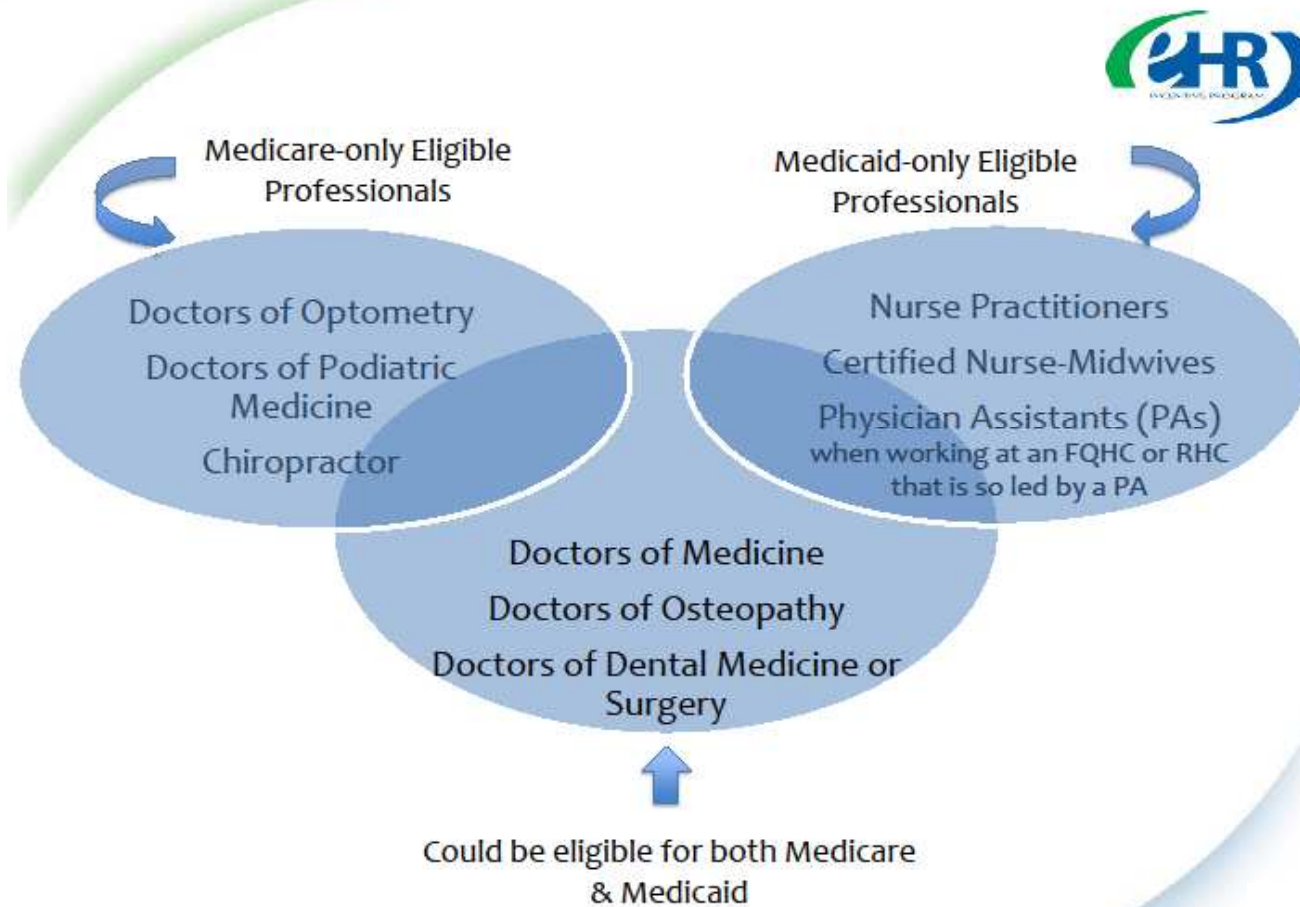 eHR
INCENTIVE PROGRAM
Medicare-only Eligible
Professionals
Medicaid-only Eligible
Professionals
Doctors of Optometry
Doctors of Podiatric
Medicine
Chiropractor
Nurse Practitioners
Certified Nurse-Midwives
Physician Assistants (PAs)
when working at an FQHC or RHC
that is so led by a PA
Doctors of Medicine
Doctors of Osteopathy
Doctors of Dental Medicine or
Surgery
Could be eligible for both Medicare
& Medicaid